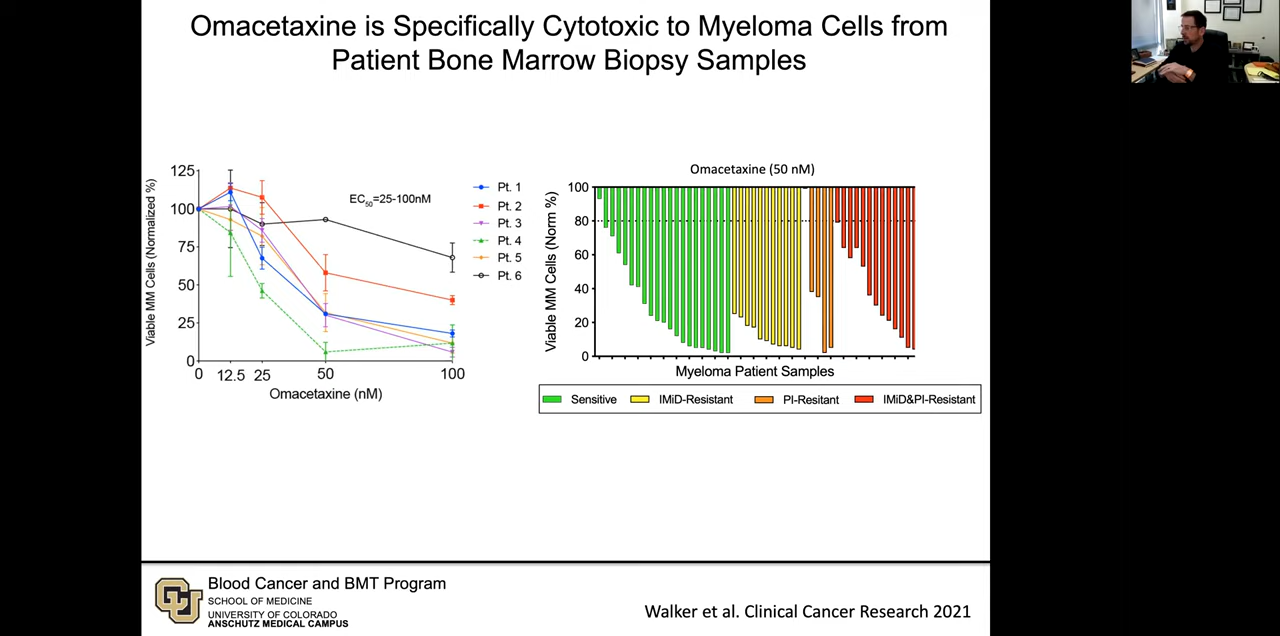 Omacetaxine is Specifically Cytotoxic to Myeloma Cells from
Patient Bone Marrow Biopsy Samples
Viable MM Cells (Normalized %)
125
100
75
50
25
0
0 12.5 25 50 100
Omacetaxine (nM)
EC50=25-100nM
Pt. 1
Pt. 2
Pt. 3
Pt. 4
Pt. 5
Pt. 6
Omacetaxine (50 nM)
Viable MM Cells (Norm %)
100
80
60
40
20
0
Myeloma Patient Samples
Sensitive IMiD-Resistant PI-Resitant IMiD&PI-Resistant
CU
Blood Cancer and BMT Program
SCHOOL OF MEDICINE
UNIVERSITY OF COLORADO
ANSCHUTZ MEDICAL CAMPUS
Walker et al. Clinical Cancer Research 2021